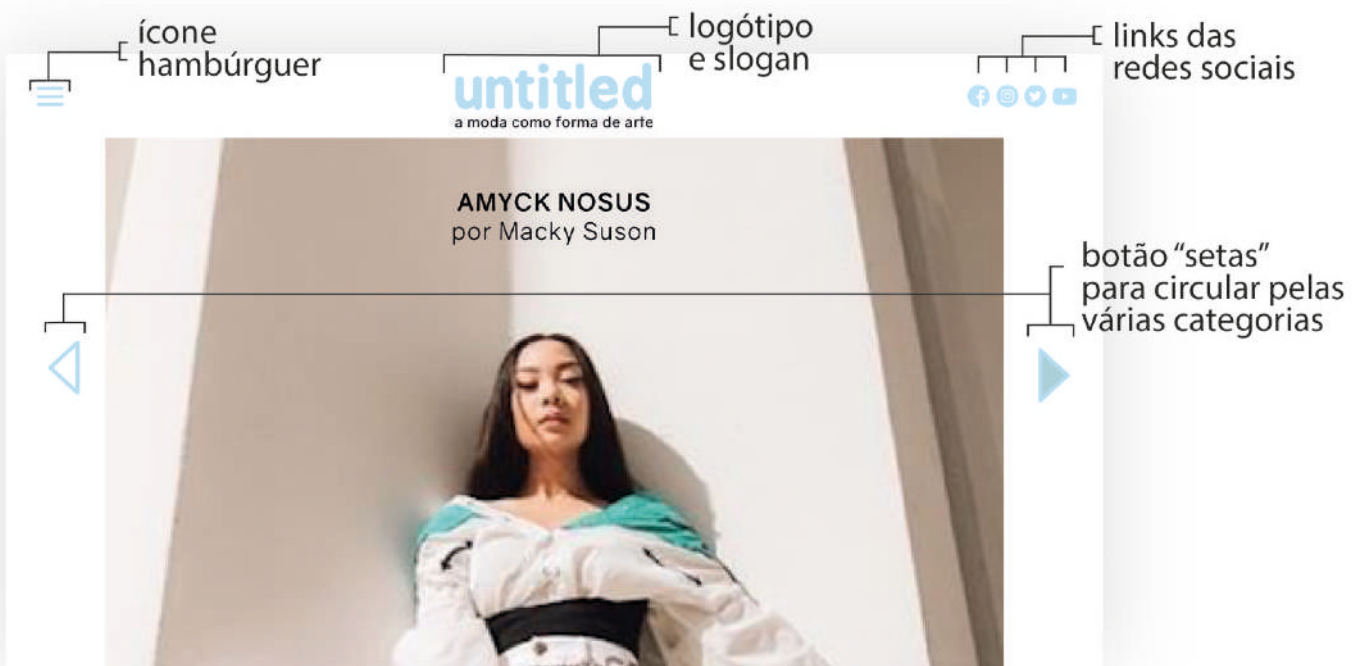 ícone
hambúrguer
logótipo
e slogan
links das
redes sociais
untitled
a moda como forma de arte
AMYCK NOSUS
por Macky Suson
botão “setas”
para circular pelas
várias categorias